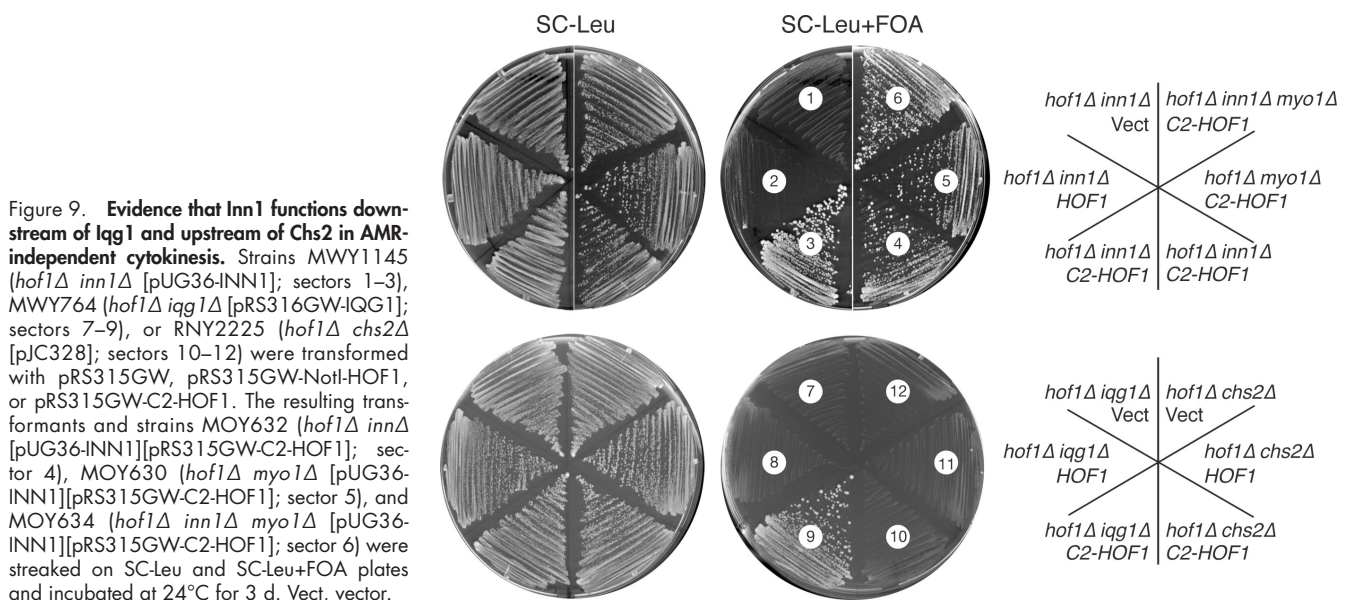 Figure 9. Evidence that Inn1 functions down-
stream of Iqg1 and upstream of Chs2 in AMR-
independent cytokinesis. Strains MWY1145
(hof1Δ inn1Δ [pUG36-INN1]; sectors 1–3),
MWY764 (hof1Δ iqg1Δ [pRS316GW-IQG1];
sectors 7–9), or RNY2225 (hof1Δ chs2Δ
[pJC328]; sectors 10–12) were transformed
with pRS315GW, pRS315GW-NotI-HOF1,
or pRS315GW-C2-HOF1. The resulting trans-
formants and strains MOY632 (hof1Δ innΔ
[pUG36-INN1][pRS315GW-C2-HOF1]; sec-
tor 4), MOY630 (hof1Δ myo1Δ [pUG36-
INN1][pRS315GW-C2-HOF1]; sector 5), and
MOY634 (hof1Δ inn1Δ myo1Δ [pUG36-
INN1][pRS315GW-C2-HOF1]; sector 6) were
streaked on SC-Leu and SC-Leu+FOA plates
and incubated at 24°C for 3 d. Vect, vector.
SC-Leu
SC-Leu+FOA
1
6
2
5
3
4
hof1Δ inn1Δ
Vect
hof1Δ inn1Δ myo1Δ
C2-HOF1
hof1Δ inn1Δ
HOF1
hof1Δ myo1Δ
C2-HOF1
hof1Δ inn1Δ
C2-HOF1
hof1Δ inn1Δ
C2-HOF1
7
12
8
11
9
10
hof1Δ iqg1Δ
Vect
hof1Δ chs2Δ
Vect
hof1Δ iqg1Δ
HOF1
hof1Δ chs2Δ
HOF1
hof1Δ iqg1Δ
C2-HOF1
hof1Δ chs2Δ
C2-HOF1